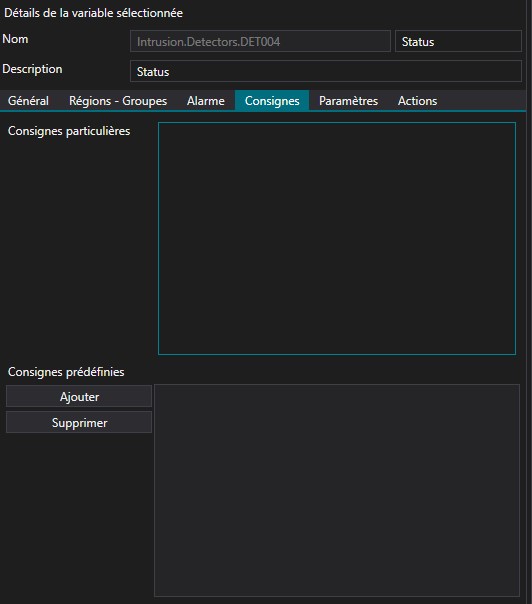 Détails de la variable sélectionnée
Nom Intrusion.Detectors.DET004 Status
Description Status
Général Régions - Groupes Alarme Consignes Paramètres Actions
Consignes particulières
Consignes prédéfinies
Ajouter
Supprimer